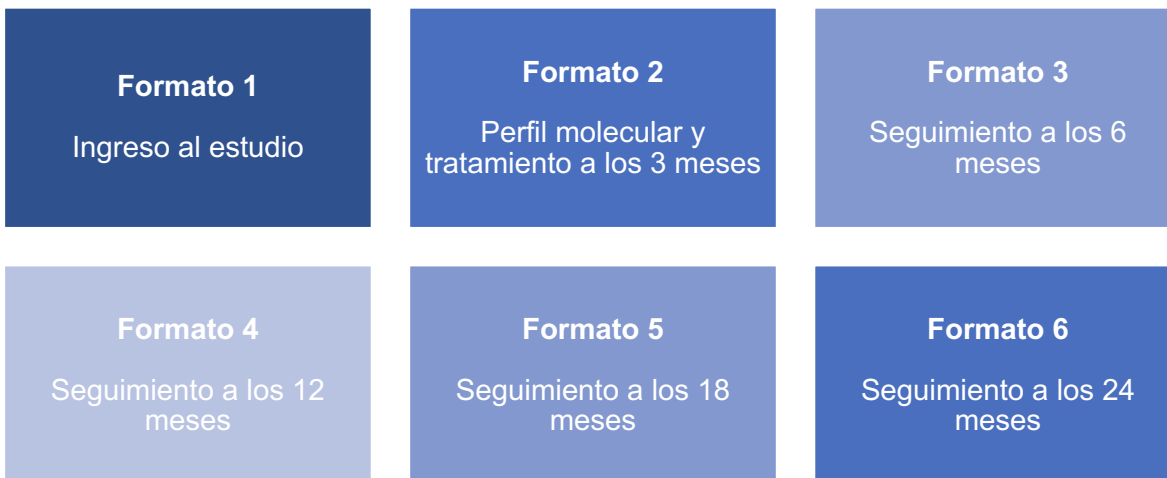 Formato 1
Ingreso al estudio
Formato 2
Perfil molecular y
tratamiento a los 3 meses
Formato 3
Seguimiento a los 6
meses
Formato 4
Seguimiento a los 12
meses
Formato 5
Seguimiento a los 18
meses
Formato 6
Seguimiento a los 24
meses